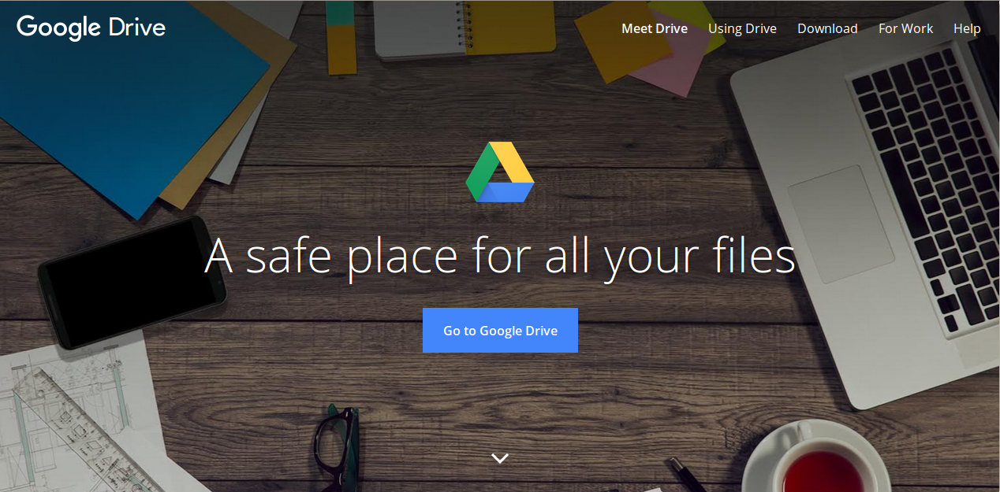 Google Drive
Meet Drive Using Drive Download For Work Help
A safe place for all your files
Go to Google Drive